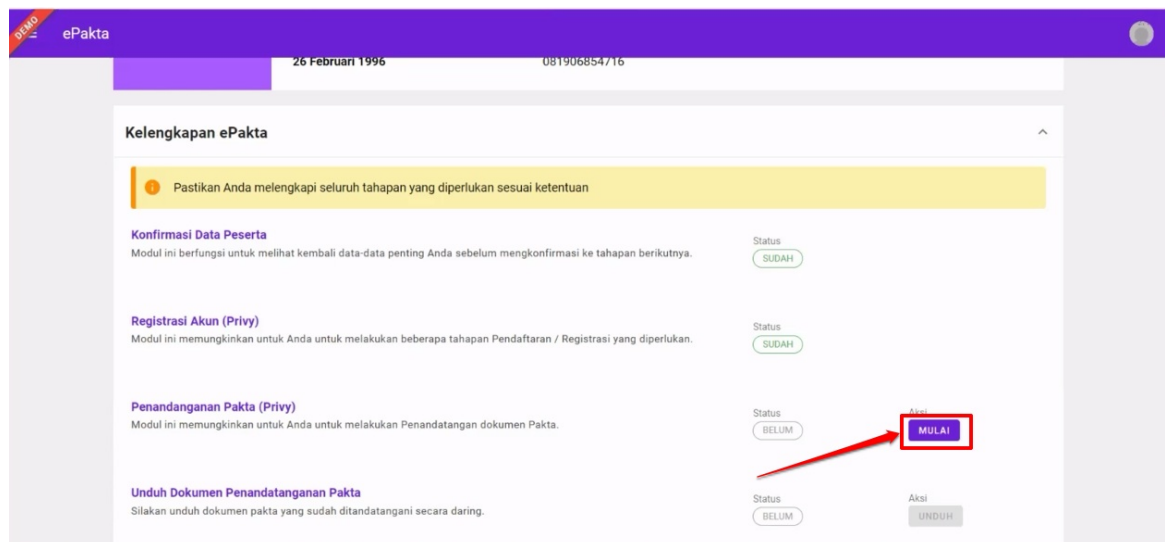 DEMO
ePakta
26 Februari 1996 081906854716
Kelengkapan ePakta
Pastikan Anda melengkapi seluruh tahapan yang diperlukan sesuai ketentuan
Konfirmasi Data Peserta
Modul ini berfungsi untuk melihat kembali data-data penting Anda sebelum mengkonfirmasi ke tahapan berikutnya.
Status
SUDAH
Registrasi Akun (Privy)
Modul ini memungkinkan untuk Anda untuk melakukan beberapa tahapan Pendaftaran / Registrasi yang diperlukan.
Status
SUDAH
Penandanganan Pakta (Privy)
Modul ini memungkinkan untuk Anda untuk melakukan Penandatangan dokumen Pakta.
Status
BELUM
Aksi
MULAI
Unduh Dokumen Penandatanganan Pakta
Silakan unduh dokumen pakta yang sudah ditandatangani secara daring.
Status
BELUM
Aksi
UNDUH